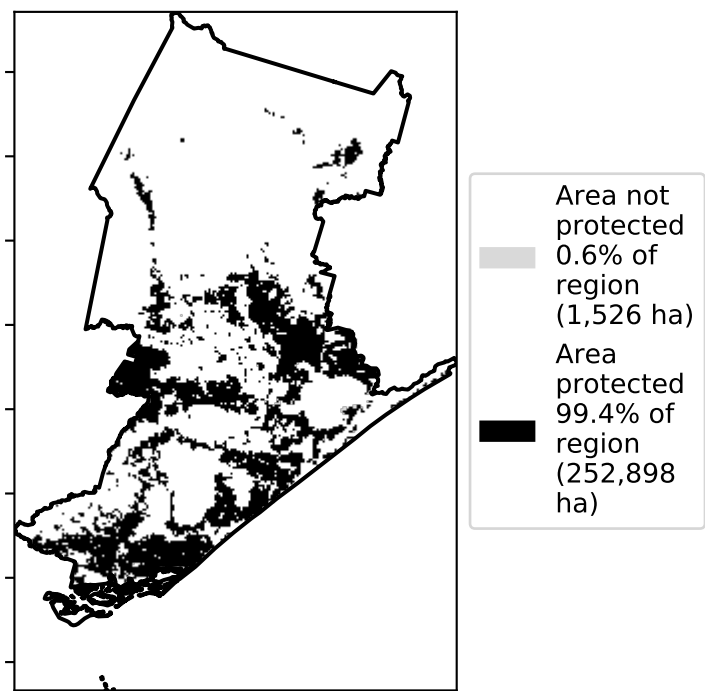 Area not
protected
0.6% of
region
(1,526 ha)
Area
protected
99.4% of
region
(252,898
ha)